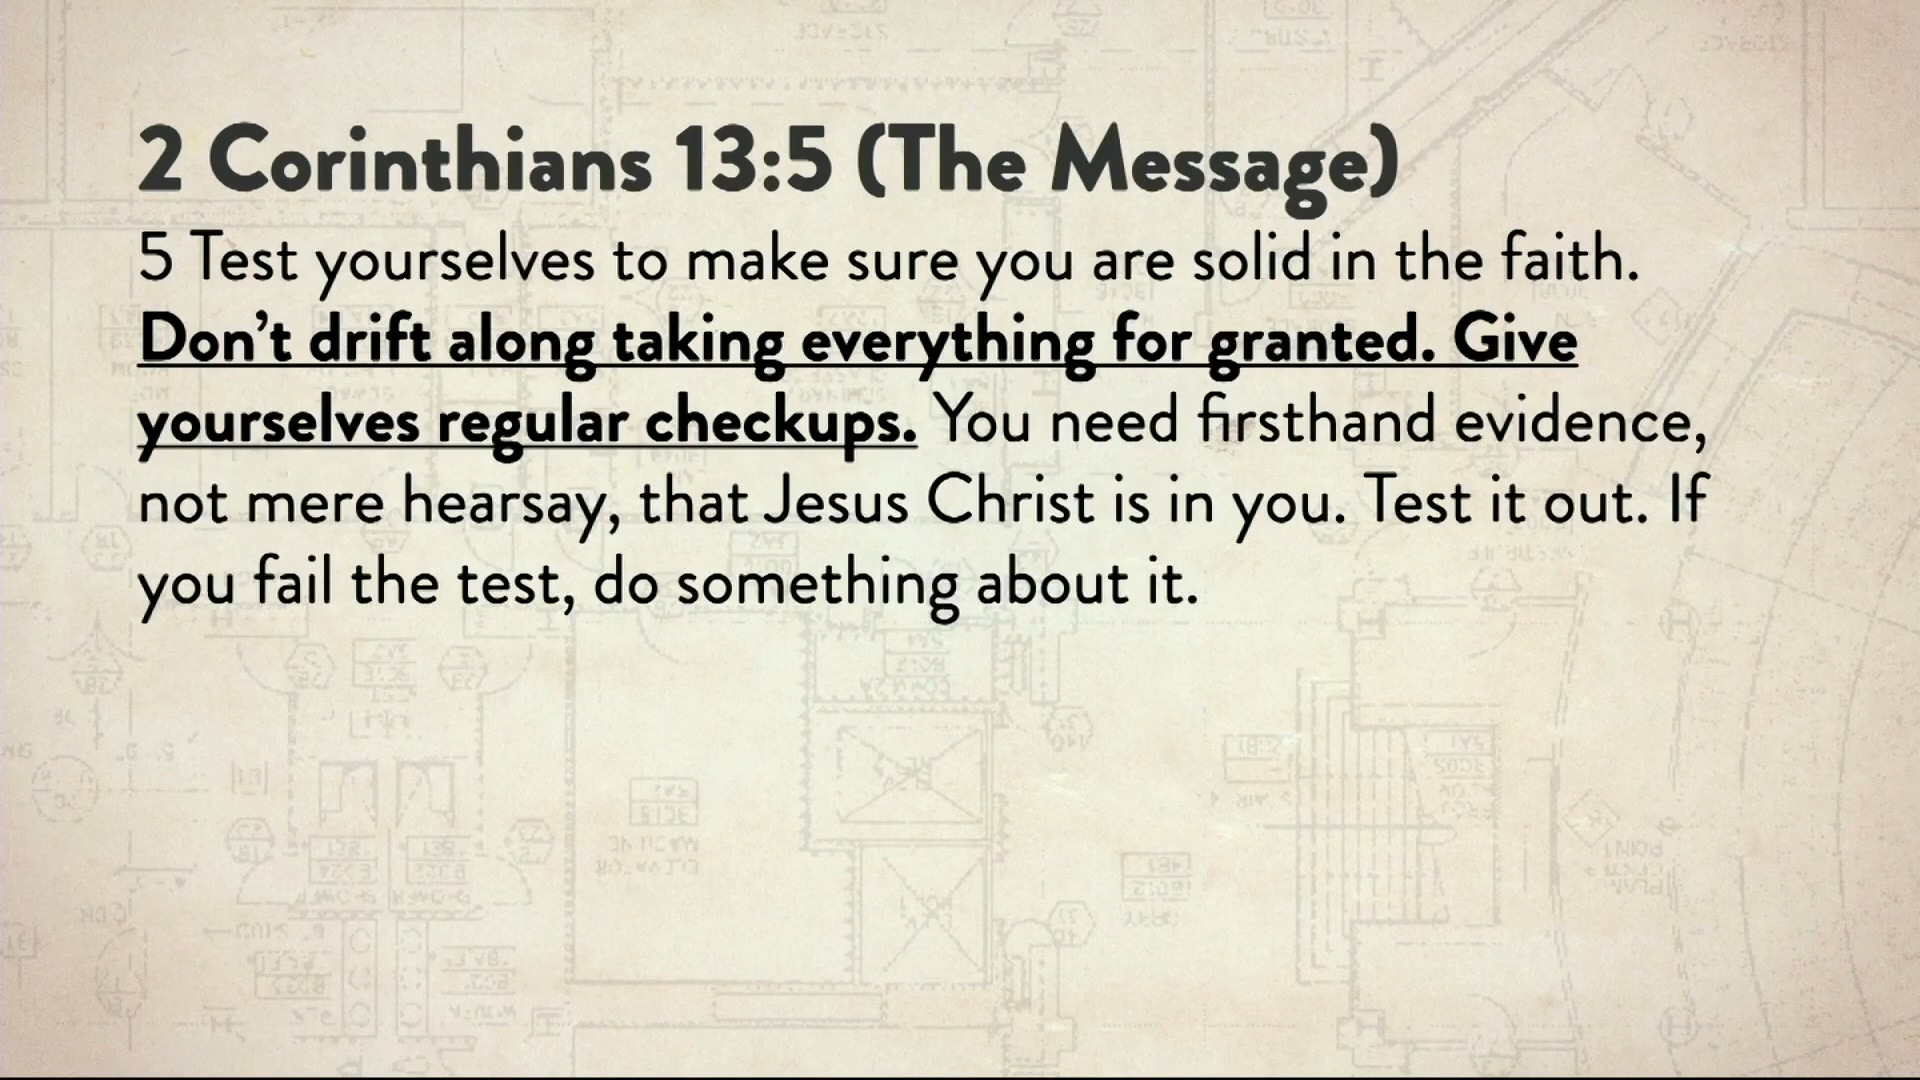 2 Corinthians 13:5 (The Message)
5 Test yourselves to make sure you are solid in the faith.
Don't drift along taking everything for granted. Give
yourselves regular checkups. You need firsthand evidence,
not mere hearsay, that Jesus Christ is in you. Test it out. If
you fail the test, do something about it.